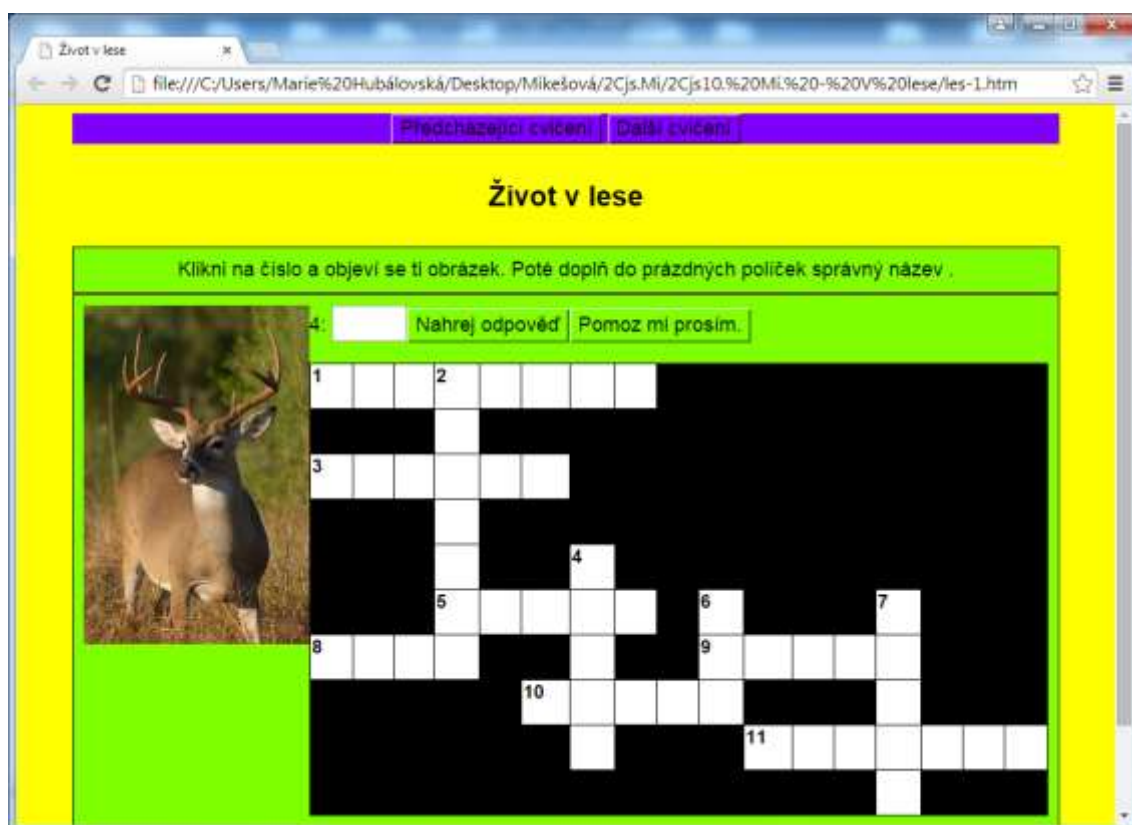 Život v lese
file:///C:/Users/Marie%20Hubálovská/Desktop/Mikešová/2Cjs.Mi/2Cjs10.%20Mi.%20-%20V%20lese/les-1.htm
Předcházející cvičení Další cvičení
Život v lese
Klikni na číslo a objeví se ti obrázek. Poté doplň do prázdných políček správný název .
4: Nahrej odpověď Pomoz mi prosím.
1 2
3
4
5 6 7
8 9
10
11